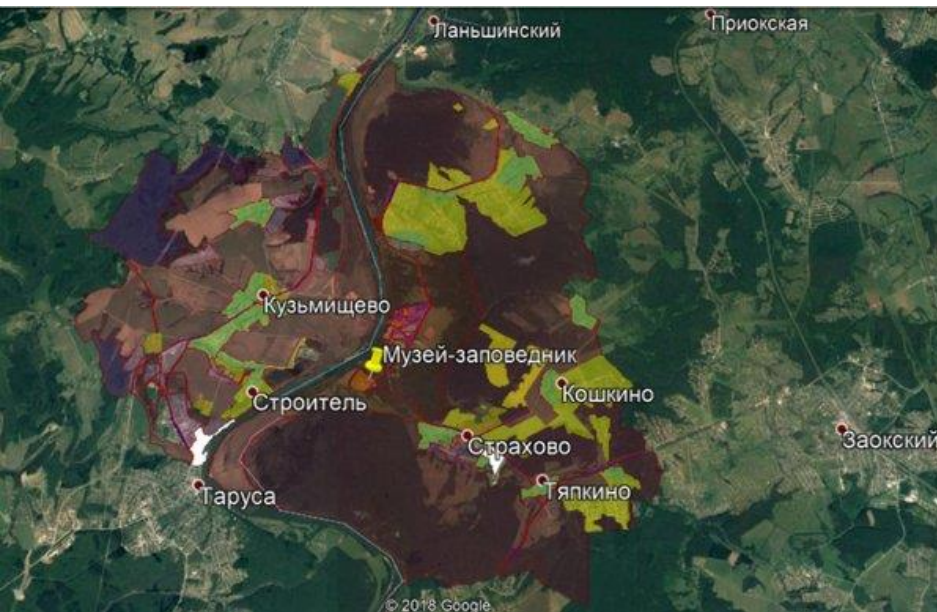 Ланьшинский
Приокская
Кузьмищево
Музей-заповедник
Строитель
Кошкино
Страхово
Заокский
Тяпкино
Таруса
© 2018 Google